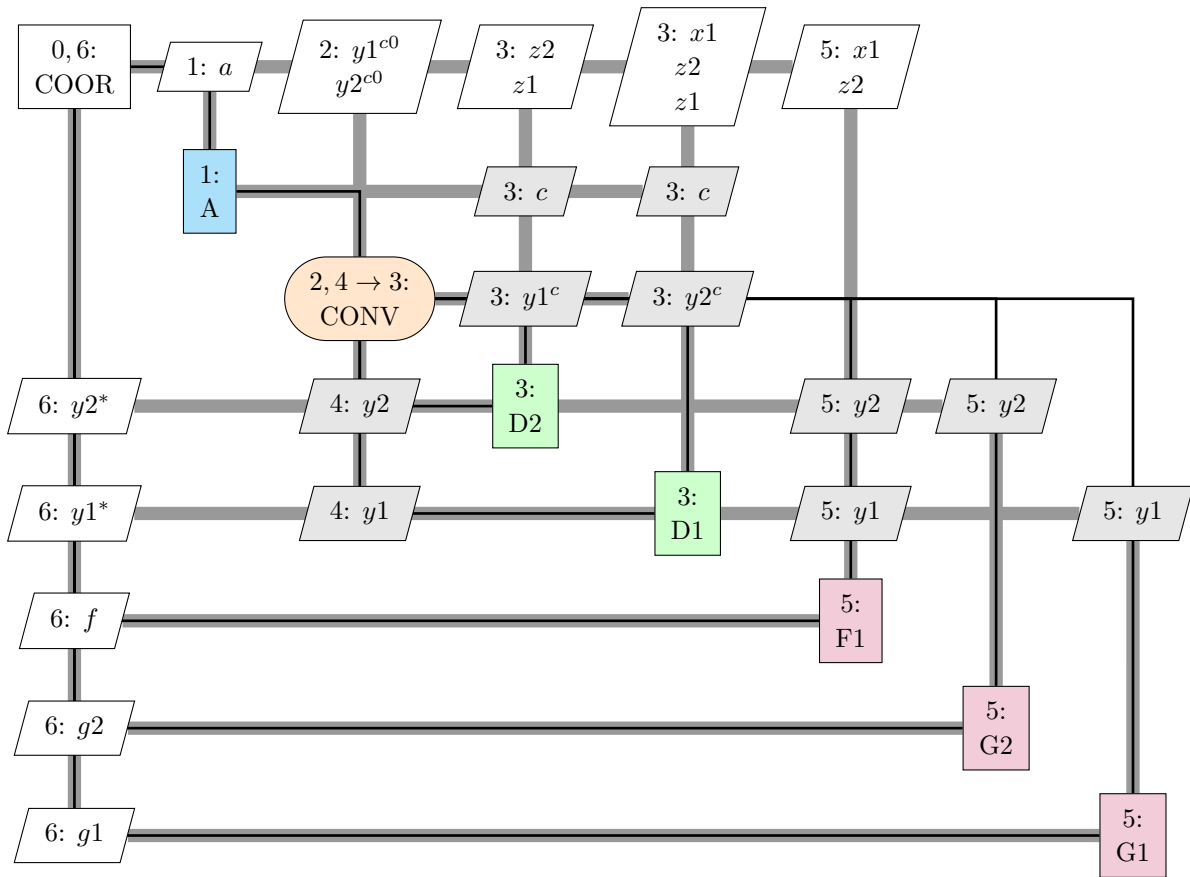 0, 6:
COOR
1: a
2: y1^{c0}
y2^{c0}
3: z2
z1
3: x1
z2
z1
5: x1
z2
1:
A
3: c
3: c
2, 4 → 3:
CONV
3: y1^c
3: y2^c
6: y2*
4: y2
3:
D2
5: y2
5: y2
6: y1*
4: y1
3:
D1
5: y1
5: y1
6: f
5:
F1
6: g2
5:
G2
6: g1
5:
G1